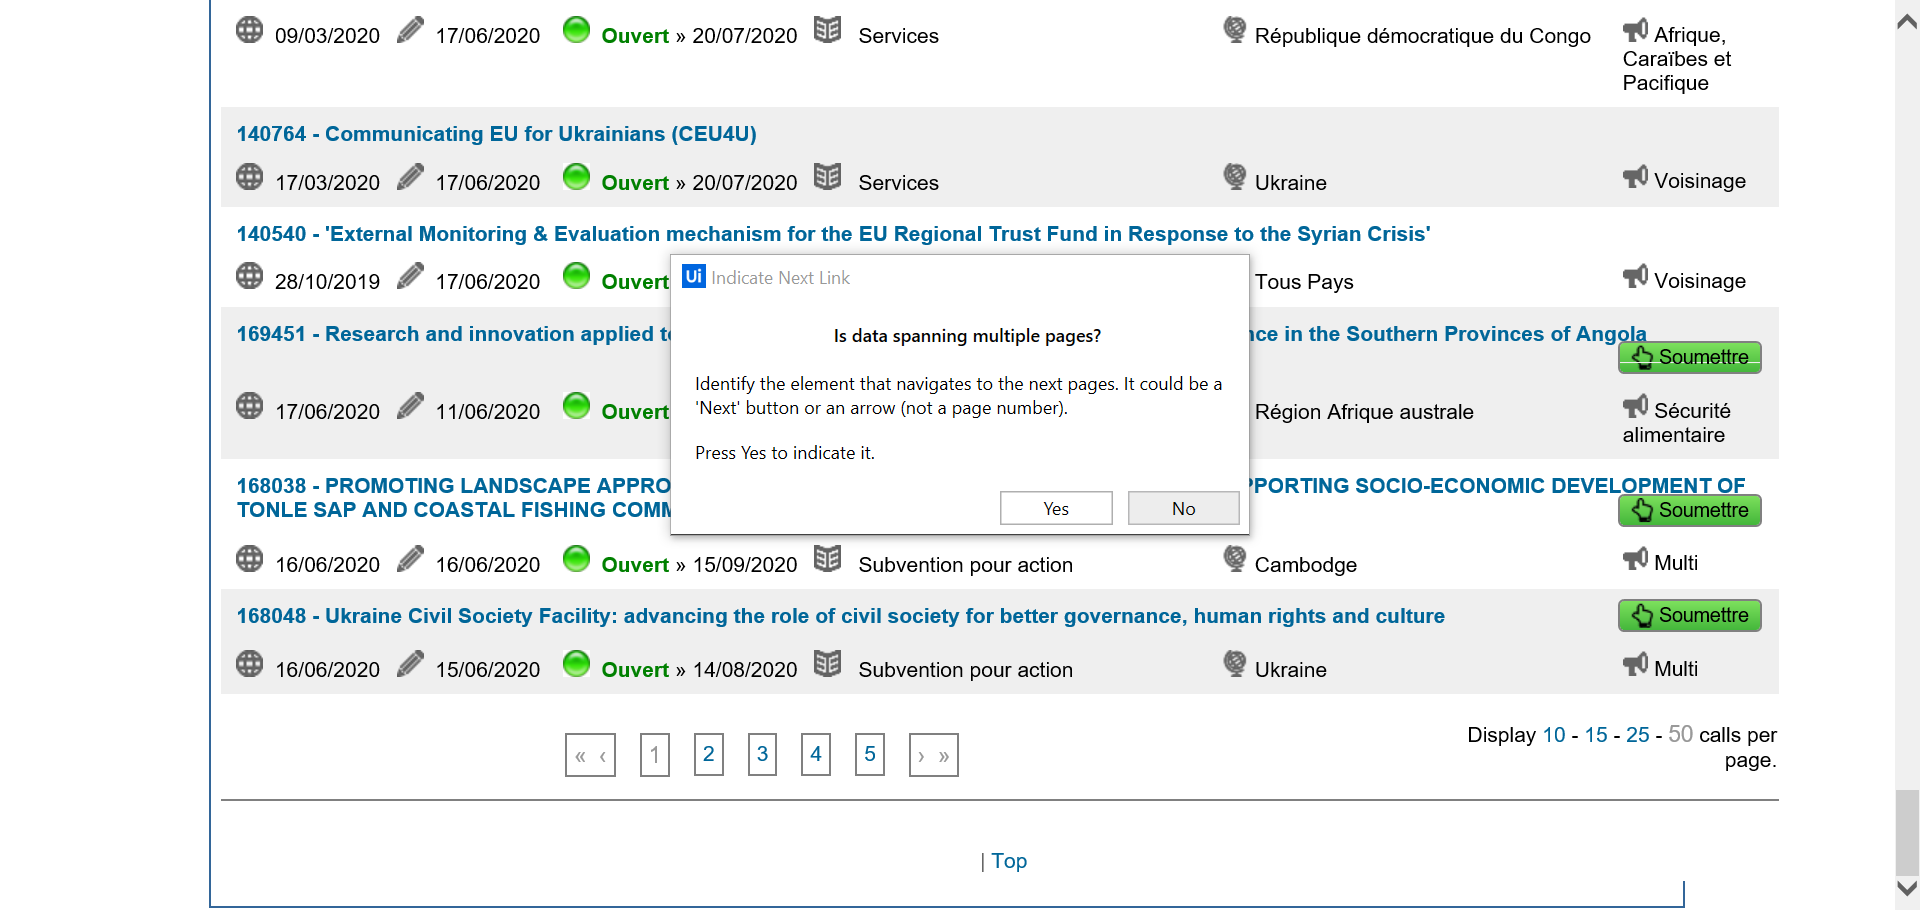 09/03/2020 17/06/2020 Ouvert » 20/07/2020 Services République démocratique du Congo Afrique, Caraïbes et Pacifique
140764 - Communicating EU for Ukrainians (CEU4U)
17/03/2020 17/06/2020 Ouvert » 20/07/2020 Services Ukraine Voisinage
140540 - 'External Monitoring & Evaluation mechanism for the EU Regional Trust Fund in Response to the Syrian Crisis'
28/10/2019 17/06/2020 Ouvert Tous Pays Voisinage
Ui Indicate Next Link
Is data spanning multiple pages?
Identify the element that navigates to the next pages. It could be a
'Next' button or an arrow (not a page number).
Press Yes to indicate it.
Yes No
169451 - Research and innovation applied in the Southern Provinces of Angola
Soumettre
17/06/2020 11/06/2020 Ouvert Région Afrique australe Sécurité alimentaire
168038 - PROMOTING LANDSCAPE SOCIO-ECONOMIC DEVELOPMENT OF
TONLE SAP AND COASTAL FISHING
Soumettre
16/06/2020 16/06/2020 Ouvert » 15/09/2020 Subvention pour action Cambodge Multi
168048 - Ukraine Civil Society Facility: advancing the role of civil society for better governance, human rights and culture
Soumettre
16/06/2020 15/06/2020 Ouvert » 14/08/2020 Subvention pour action Ukraine Multi
« ‹ 1 2 3 4 5 › »
Display 10 - 15 - 25 - 50 calls per
page.
| Top